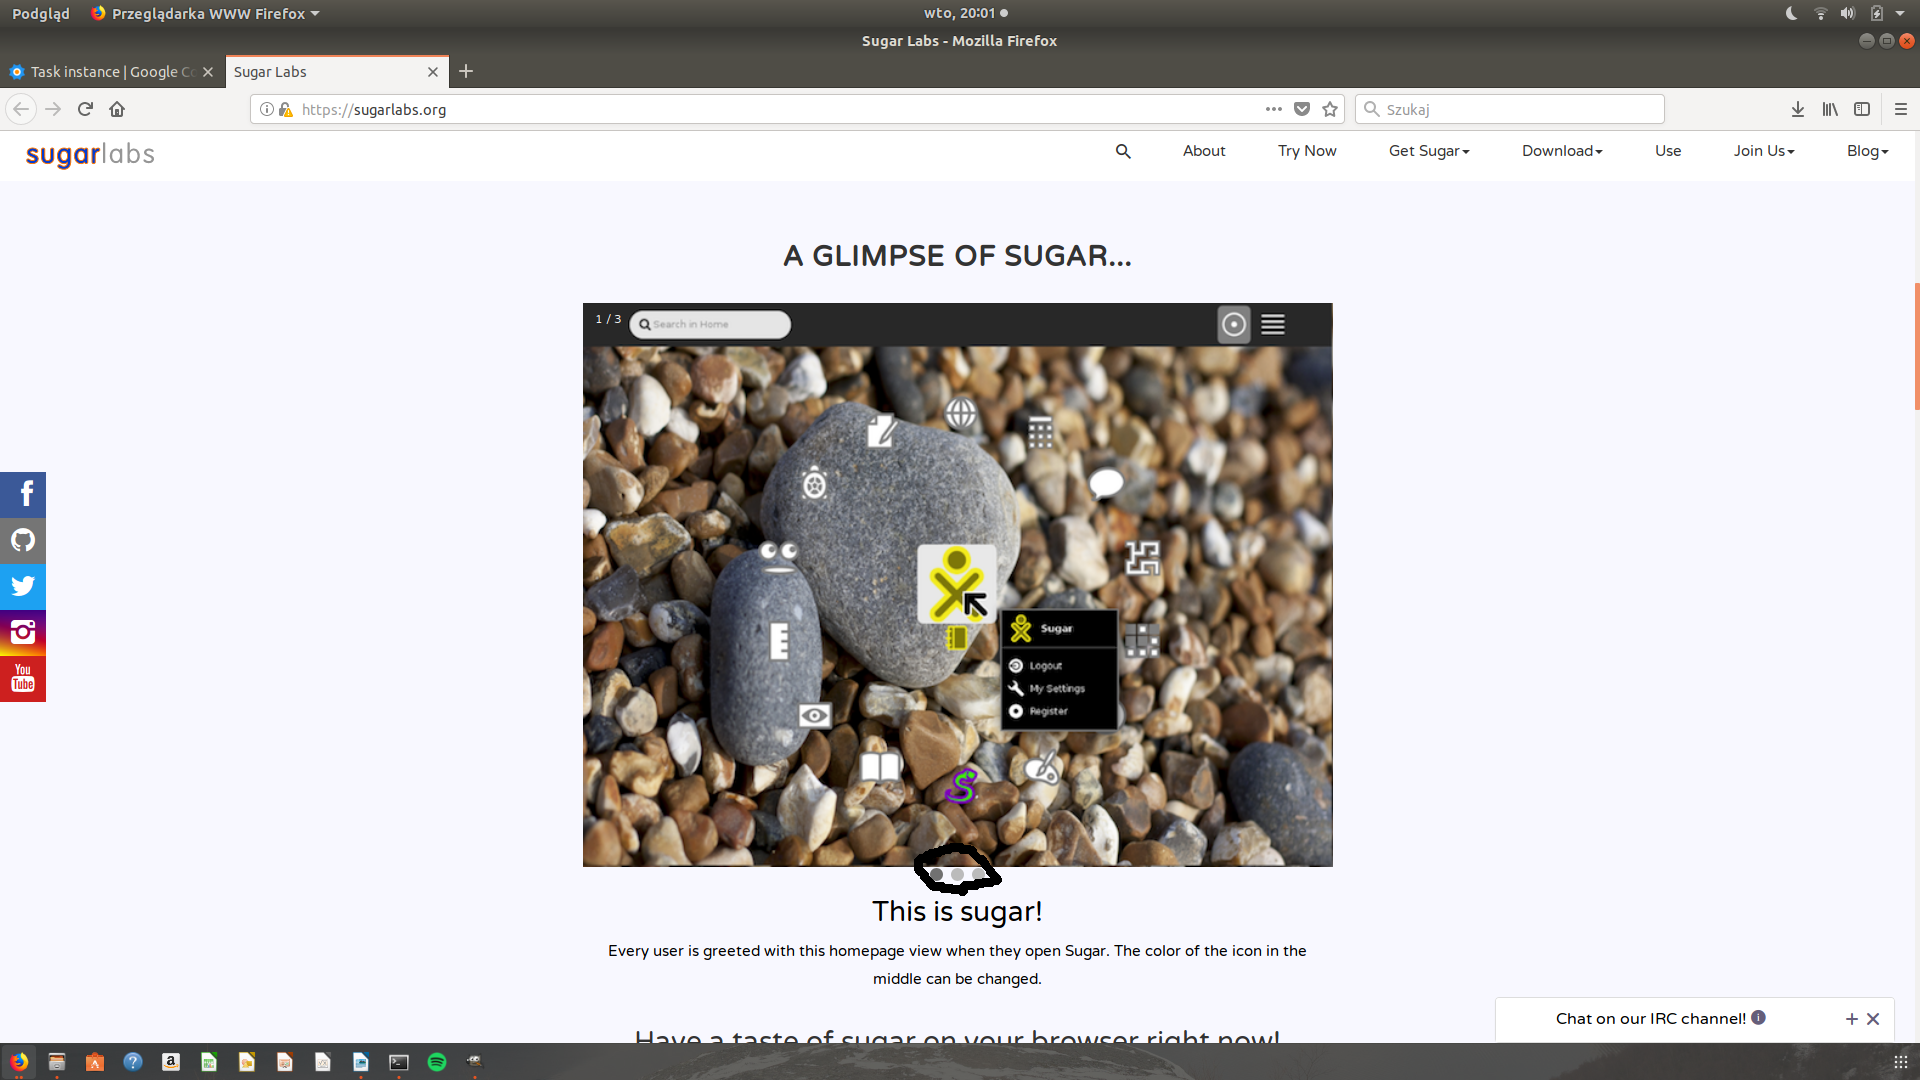 Podgląd
Przeglądarka WWW Firefox
wto, 20:01
Sugar Labs - Mozilla Firefox
Task instance | Google Co
Sugar Labs
https://sugarlabs.org
Szukaj
sugarlabs
About
Try Now
Get Sugar
Download
Use
Join Us
Blog
A GLIMPSE OF SUGAR...
1 / 3
Search in Home
Sugar
Logout
My Settings
Register
You
Tube
This is sugar!
Every user is greeted with this homepage view when they open Sugar. The color of the icon in the
middle can be changed.
Have a taste of sugar on your browser right now!
Chat on our IRC channel!